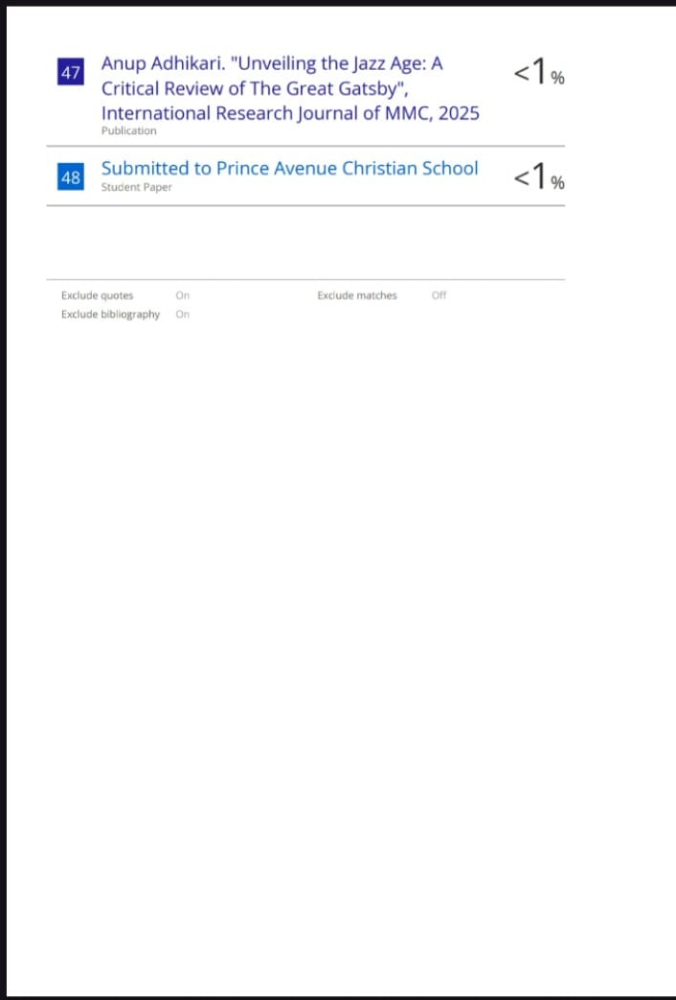 47 Anup Adhikari. "Unveiling the Jazz Age: A <1%
Critical Review of The Great Gatsby",
International Research Journal of MMC, 2025
Publication
48 Submitted to Prince Avenue Christian School <1%
Student Paper
Exclude quotes On Exclude matches Off
Exclude bibliography On